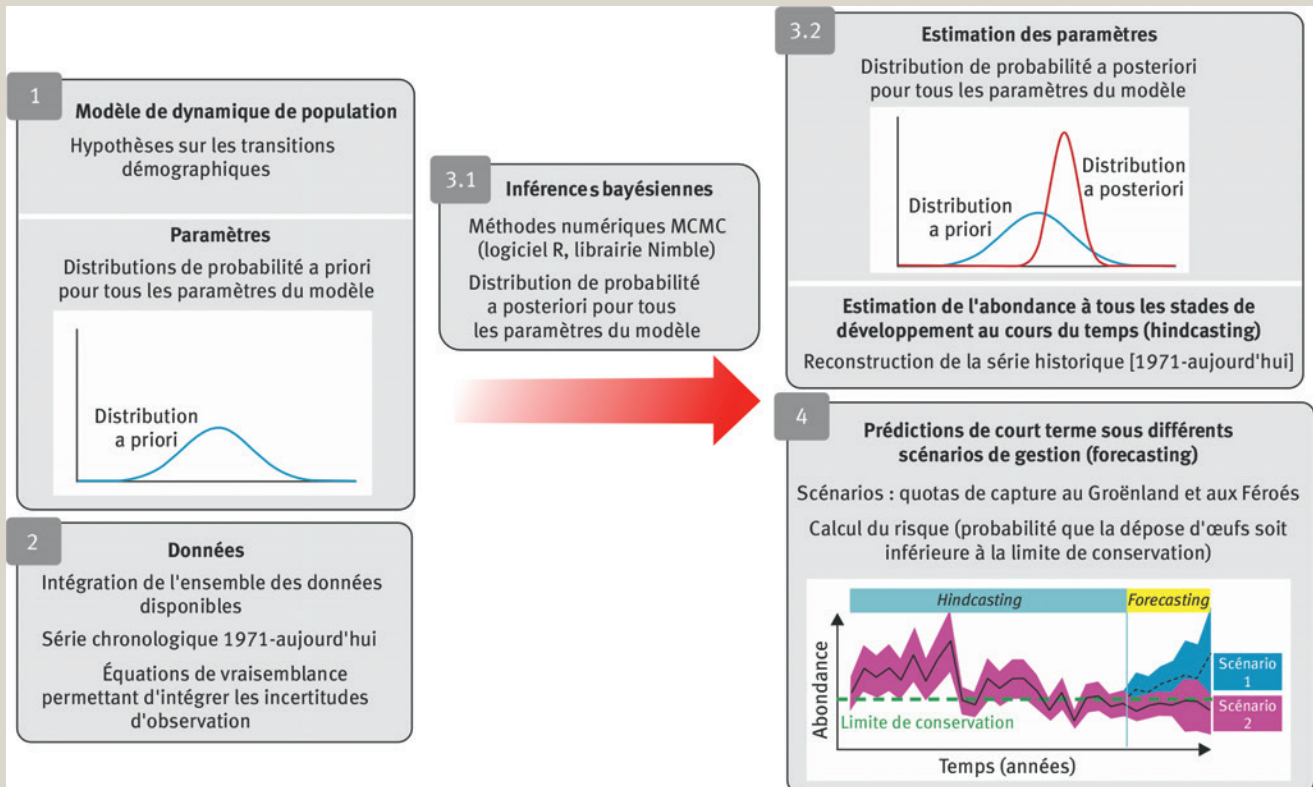 1
Modèle de dynamique de population
Hypothèses sur les transitions
démographiques
Paramètres
Distributions de probabilité a priori
pour tous les paramètres du modèle
Distribution
a priori
2
Données
Intégration de l'ensemble des données
disponibles
Série chronologique 1971-aujourd'hui
Équations de vraisemblance
permettant d'intégrer les incertitudes
d'observation
3.1
Inférences bayésiennes
Méthodes numériques MCMC
(logiciel R, librairie Nimble)
Distribution de probabilité
a posteriori pour tous
les paramètres du modèle
3.2
Estimation des paramètres
Distribution de probabilité a posteriori
pour tous les paramètres du modèle
Distribution
a posteriori
Distribution
a priori
Estimation de l'abondance à tous les stades de
développement au cours du temps (hindcasting)
Reconstruction de la série historique [1971-aujourd'hui]
4
Prédictions de court terme sous différents
scénarios de gestion (forecasting)
Scénarios : quotas de capture au Groënland et aux Féroés
Calcul du risque (probabilité que la dépose d'œufs soit
inférieure à la limite de conservation)
Hindcasting
Forecasting
Abondance
Scénario
1
Scénario
2
Limite de conservation
Temps (années)